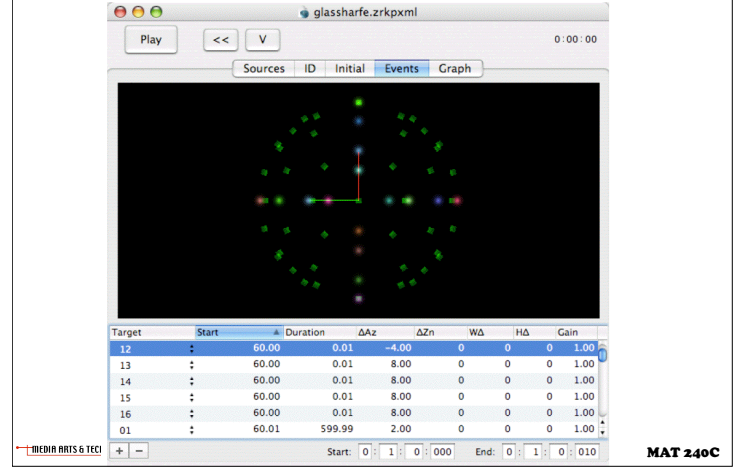 glassharfe.zrkpxml
Play << V 0:00:00
Sources ID Initial Events Graph
Target Start Duration ΔAz ΔZn WΔ HΔ Gain
12 60.00 0.01 −4.00 0 0 0 1.00
13 60.00 0.01 8.00 0 0 0 1.00
14 60.00 0.01 8.00 0 0 0 1.00
15 60.00 0.01 8.00 0 0 0 1.00
16 60.00 0.01 8.00 0 0 0 1.00
01 60.01 599.99 2.00 0 0 0 1.00
+ − Start: 0 : 1 : 0 : 000 End: 0 : 1 : 0 : 010
MEDIA ARTS & TECI
MAT 240C